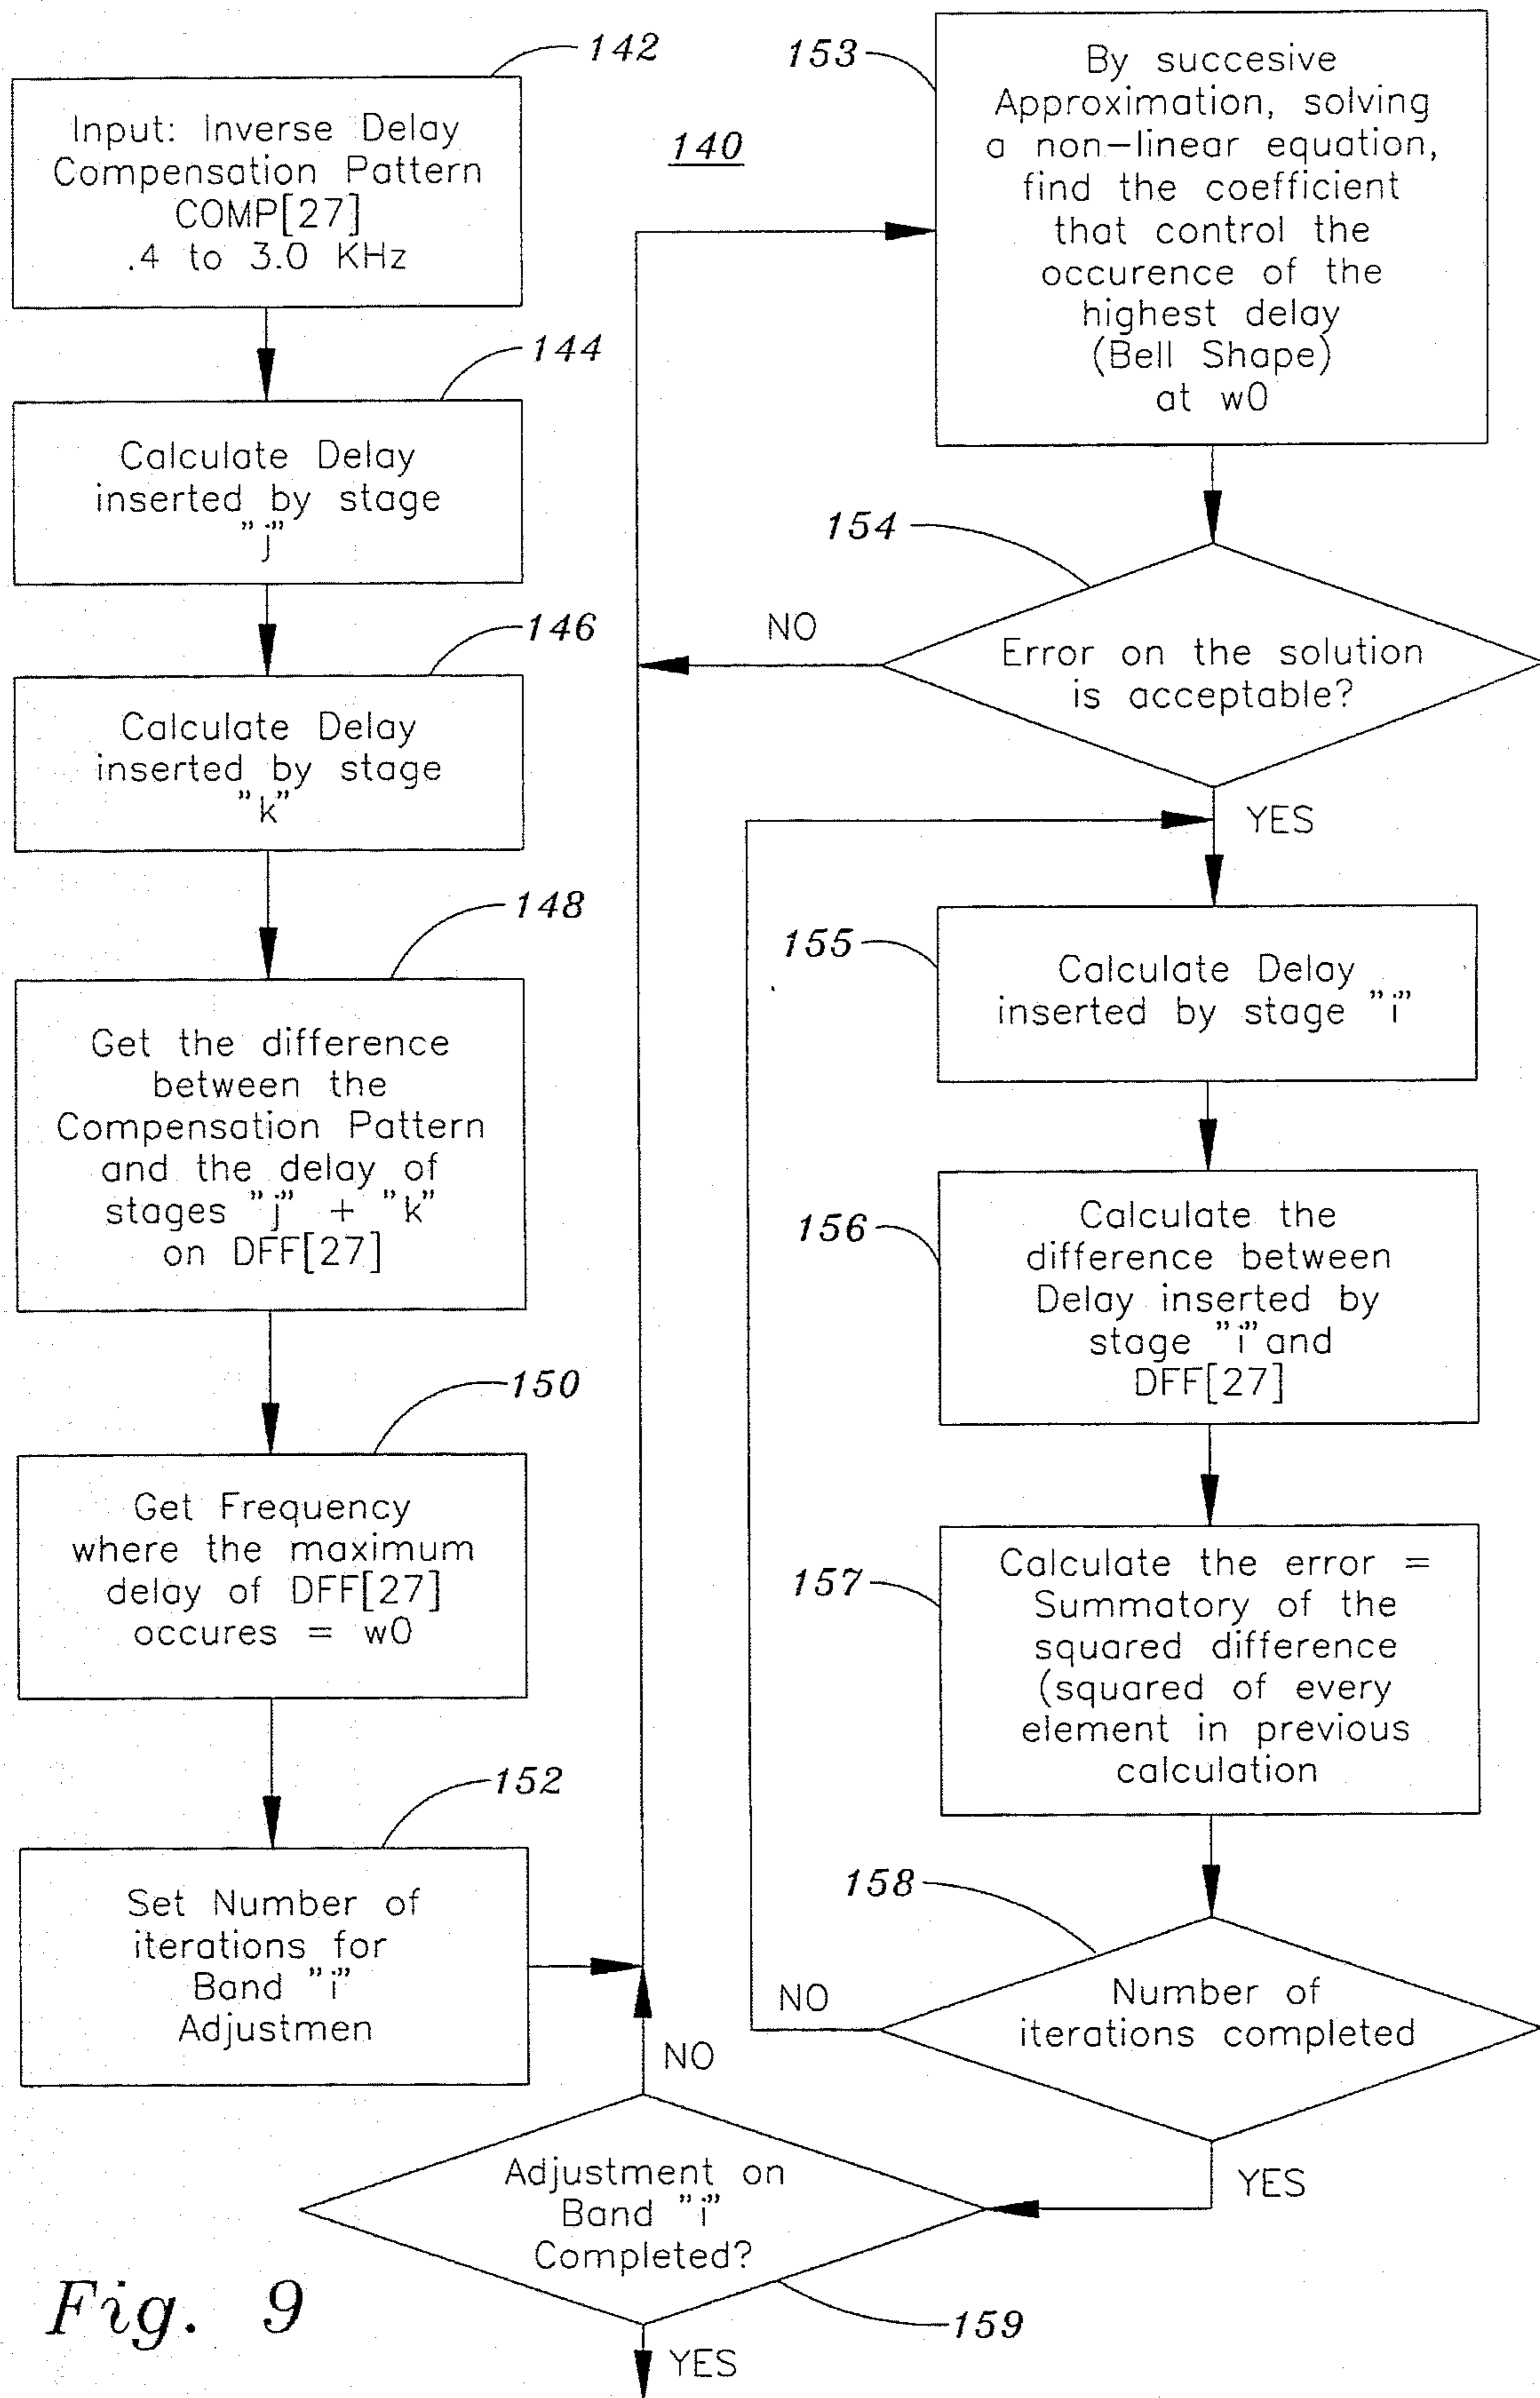 142
Input: Inverse Delay
Compensation Pattern
COMP[27]
.4 to 3.0 KHz
144
Calculate Delay
inserted by stage
"j"
146
Calculate Delay
inserted by stage
"k"
148
Get the difference
between the
Compensation Pattern
and the delay of
stages "j" + "k"
on DFF[27]
150
Get Frequency
where the maximum
delay of DFF[27]
occures = w0
152
Set Number of
iterations for
Band "i"
Adjustmen
140
153
By succesive
Approximation, solving
a non-linear equation,
find the coefficient
that control the
occurence of the
highest delay
(Bell Shape)
at w0
154
NO
Error on the solution
is acceptable?
YES
155
Calculate Delay
inserted by stage "i"
156
Calculate the
difference between
Delay inserted by
stage "i" and
DFF[27]
157
Calculate the error =
Summatory of the
squared difference
(squared of every
element in previous
calculation
158
NO
Number of
iterations completed
YES
NO
Adjustment on
Band "i"
Completed?
159
YES
Fig. 9